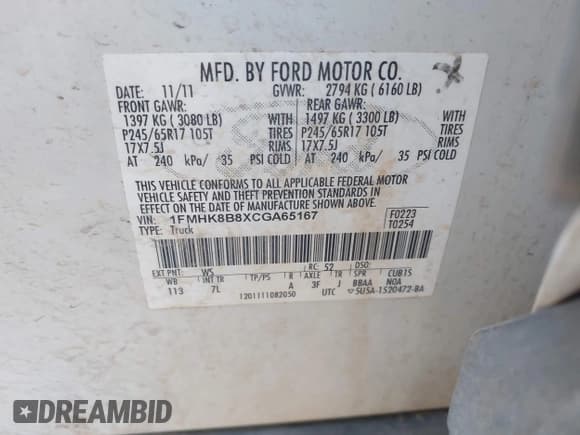 MFD. BY FORD MOTOR CO.
DATE: 11/11 GVWR: 2794 KG ( 6160 LB)
FRONT GAWR: REAR GAWR:
1397 KG ( 3080 LB) WITH 1497 KG ( 3300 LB) WITH
P245/65R17 105T TIRES P245/65R17 105T TIRES
17X7.5J RIMS 17X7.5J RIMS
AT 240 kPa/ 35 PSI COLD AT 240 kPa/ 35 PSI COLD
THIS VEHICLE CONFORMS TO ALL APPLICABLE FEDERAL MOTOR
VEHICLE SAFETY AND THEFT PREVENTION STANDARDS IN
EFFECT ON THE DATE OF MANUFACTURE SHOWN ABOVE.
VIN: 1FMHK8B8XCGA65167 F0223
TYPE: Truck T0254
EXT PNT: WS RC: 52 DSO:
WB INT TR TP/PS R AXLE TR SPR CUB1S
113 7L A 3F J BBAA NQA
1201111082050 UTC 5U5A-1520472-BA
DREAMBID